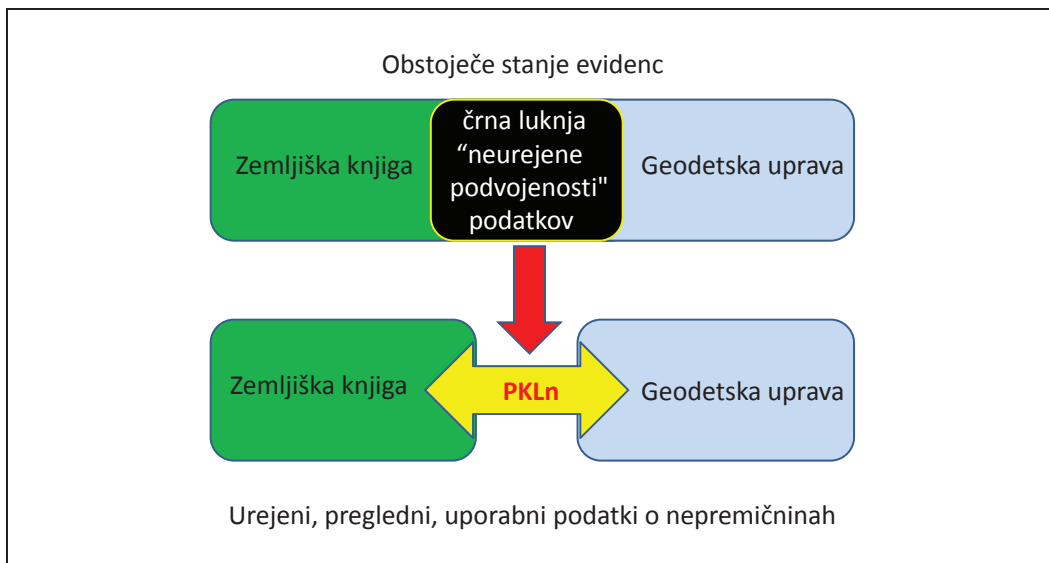 Obstoječe stanje evidenc
Zemljiška knjiga
črna luknja
“neurejene
podvojenosti"
podatkov
Geodetska uprava
Zemljiška knjiga
PKLn
Geodetska uprava
Urejeni, pregledni, uporabni podatki o nepremičninah